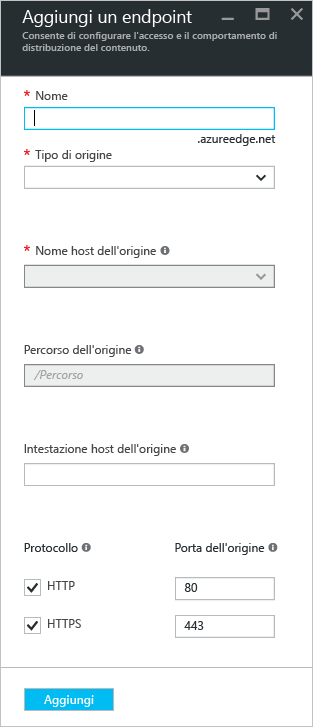 Aggiungi un endpoint
Consente di configurare l'accesso e il comportamento di
distribuzione del contenuto.
* Nome
.azureedge.net
* Tipo di origine
* Nome host dell'origine
Percorso dell'origine
/Percorso
Intestazione host dell'origine
Protocollo Porta dell'origine
HTTP 80
HTTPS 443
Aggiungi